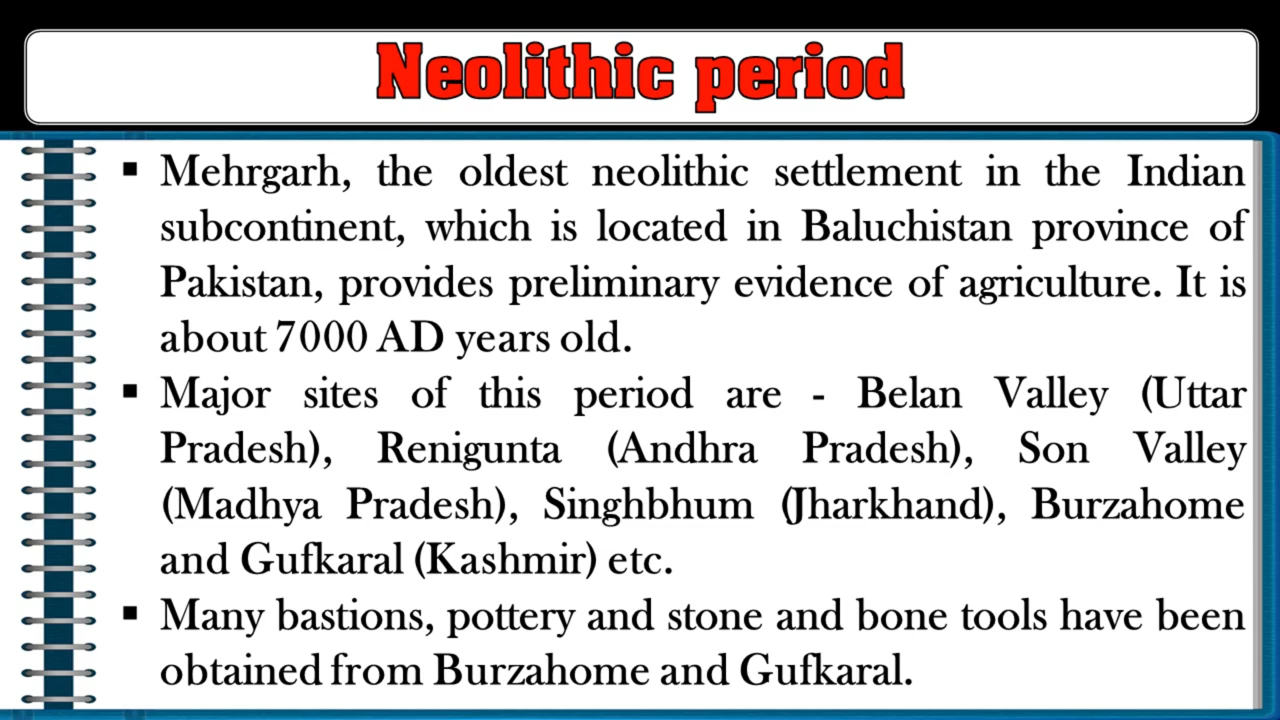 Neolithic period
▪ Mehrgarh, the oldest neolithic settlement in the Indian
subcontinent, which is located in Baluchistan province of
Pakistan, provides preliminary evidence of agriculture. It is
about 7000 AD years old.
▪ Major sites of this period are - Belan Valley (Uttar
Pradesh), Renigunta (Andhra Pradesh), Son Valley
(Madhya Pradesh), Singhbhum (Jharkhand), Burzahome
and Gufkaral (Kashmir) etc.
▪ Many bastions, pottery and stone and bone tools have been
obtained from Burzahome and Gufkaral.